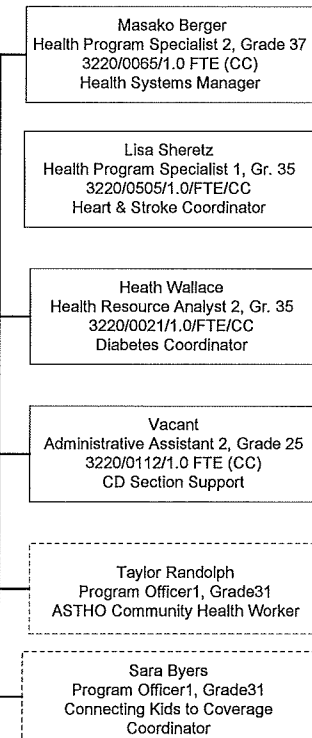 Masako Berger
Health Program Specialist 2, Grade 37
3220/0065/1.0 FTE (CC)
Health Systems Manager
Lisa Sheretz
Health Program Specialist 1, Gr. 35
3220/0505/1.0/FTE/CC
Heart & Stroke Coordinator
Heath Wallace
Health Resource Analyst 2, Gr. 35
3220/0021/1.0/FTE/CC
Diabetes Coordinator
Vacant
Administrative Assistant 2, Grade 25
3220/0112/1.0 FTE (CC)
CD Section Support
Taylor Randolph
Program Officer1, Grade31
ASTHO Community Health Worker
Sara Byers
Program Officer1, Grade31
Connecting Kids to Coverage
Coordinator